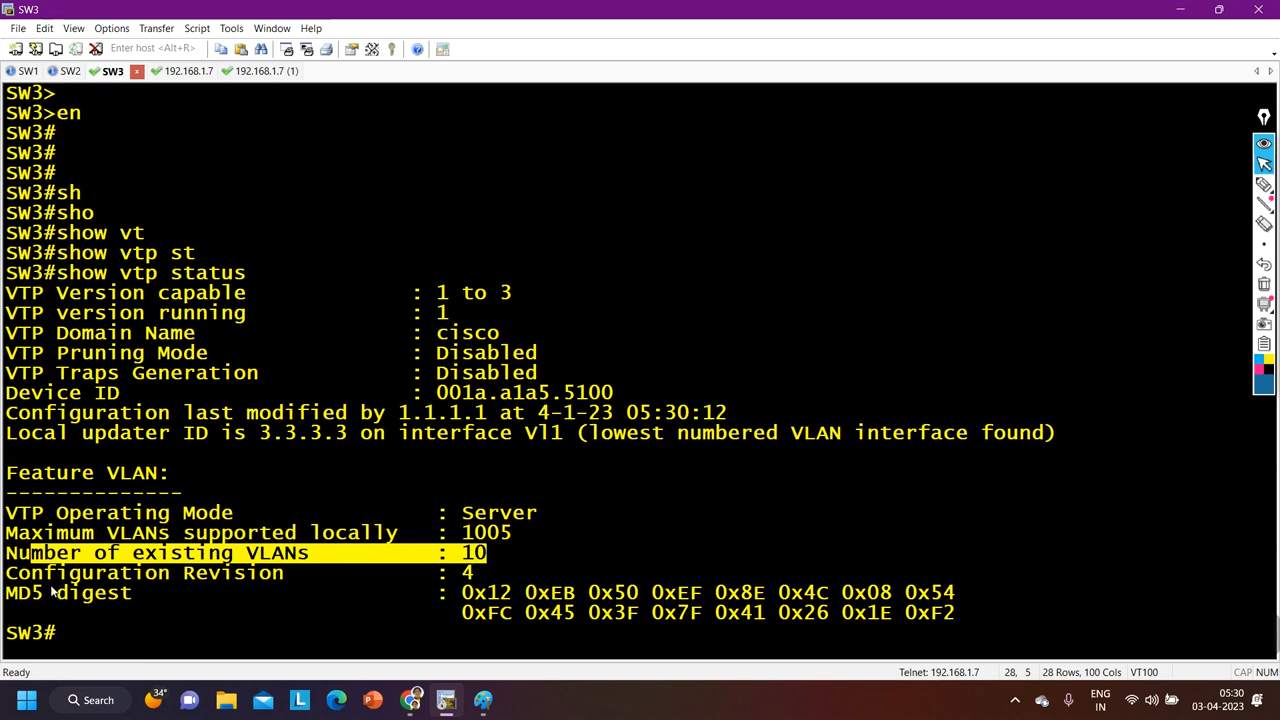 SW3
File Edit View Options Transfer Script Tools Window Help
Enter host <Alt+R>
SW1 SW2 SW3 x 192.168.1.7 192.168.1.7 (1)
SW3>
SW3>en
SW3#
SW3#
SW3#
SW3#sh
SW3#sho
SW3#show vt
SW3#show vtp st
SW3#show vtp status
VTP Version capable : 1 to 3
VTP version running : 1
VTP Domain Name : cisco
VTP Pruning Mode : Disabled
VTP Traps Generation : Disabled
Device ID : 001a.a1a5.5100
Configuration last modified by 1.1.1.1 at 4-1-23 05:30:12
Local updater ID is 3.3.3.3 on interface Vl1 (lowest numbered VLAN interface found)
Feature VLAN:
--------------
VTP Operating Mode : Server
Maximum VLANs supported locally : 1005
Number of existing VLANs : 10
Configuration Revision : 4
MD5 digest : 0x12 0xEB 0x50 0xEF 0x8E 0x4C 0x08 0x54
0xFC 0x45 0x3F 0x7F 0x41 0x26 0x1E 0xF2
SW3#
Ready Telnet: 192.168.1.7 28, 5 28 Rows, 100 Cols VT100 CAP NUM
34° Search L ENG 05:30
IN 03-04-2023